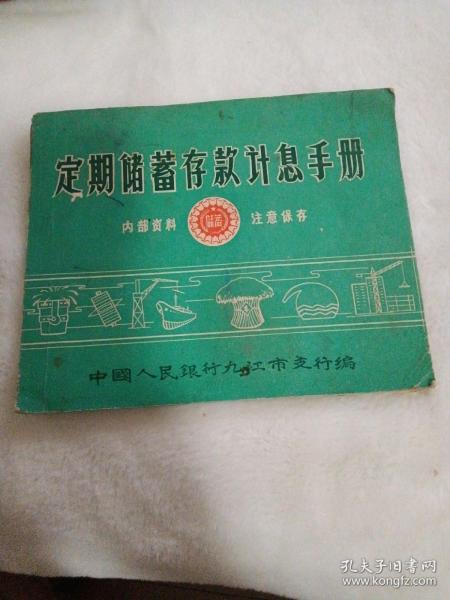 定期储蓄存款计息手册
内部资料 储蓄 注意保存
中國人民銀行九江市支行編
孔夫子旧书网
www.kongfz.com